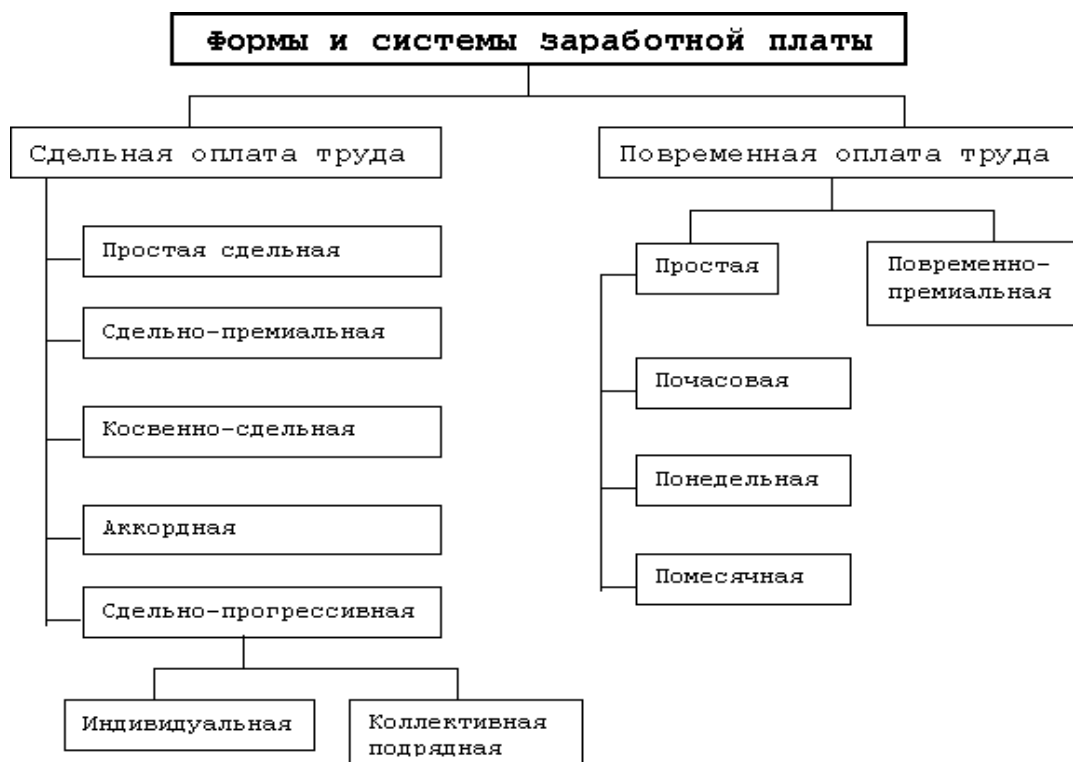 Формы и системы заработной платы
Сдельная оплата труда
Повременная оплата труда
Простая сдельная
Сдельно-премиальная
Косвенно-сдельная
Аккордная
Сдельно-прогрессивная
Индивидуальная
Коллективная
подрядная
Простая
Повременно-
премиальная
Почасовая
Понедельная
Помесячная